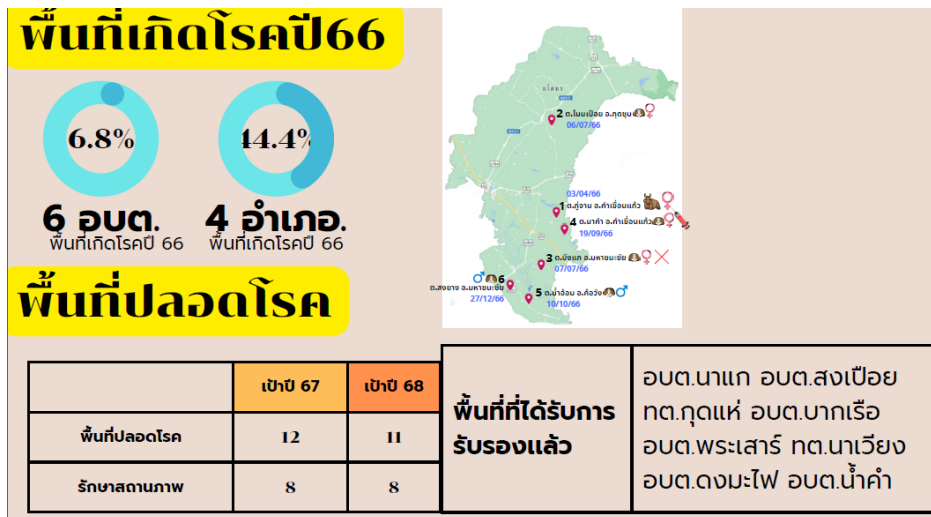 พื้นที่เกิดโรคปี66
6.8%
44.4%
6 อบต.
พื้นที่เกิดโรคปี 66
4 อำเภอ.
พื้นที่เกิดโรคปี 66
ยโสธร
2 ต.โนนเปือย อ.กุดชุม
06/07/66
03/04/66
1 ต.กู่จาน อ.คำเขื่อนแก้ว
4 ต.นาคำ อ.คำเขื่อนแก้ว
19/09/66
3 ต.บึงแก อ.มหาชนะชัย
07/07/66
6
ต.สงยาง อ.มหาชนะชัย
27/12/66
5 ต.น้ำอ้อม อ.ค้อวัง
10/10/66
พื้นที่ปลอดโรค
เป้าปี 67
เป้าปี 68
พื้นที่ปลอดโรค
12
11
รักษาสถานภาพ
8
8
พื้นที่ที่ได้รับการ
รับรองแล้ว
อบต.นาแก อบต.สงเปือย
ทต.กุดแห่ อบต.บากเรือ
อบต.พระเสาร์ ทต.นาเวียง
อบต.ดงมะไฟ อบต.น้ำคำ